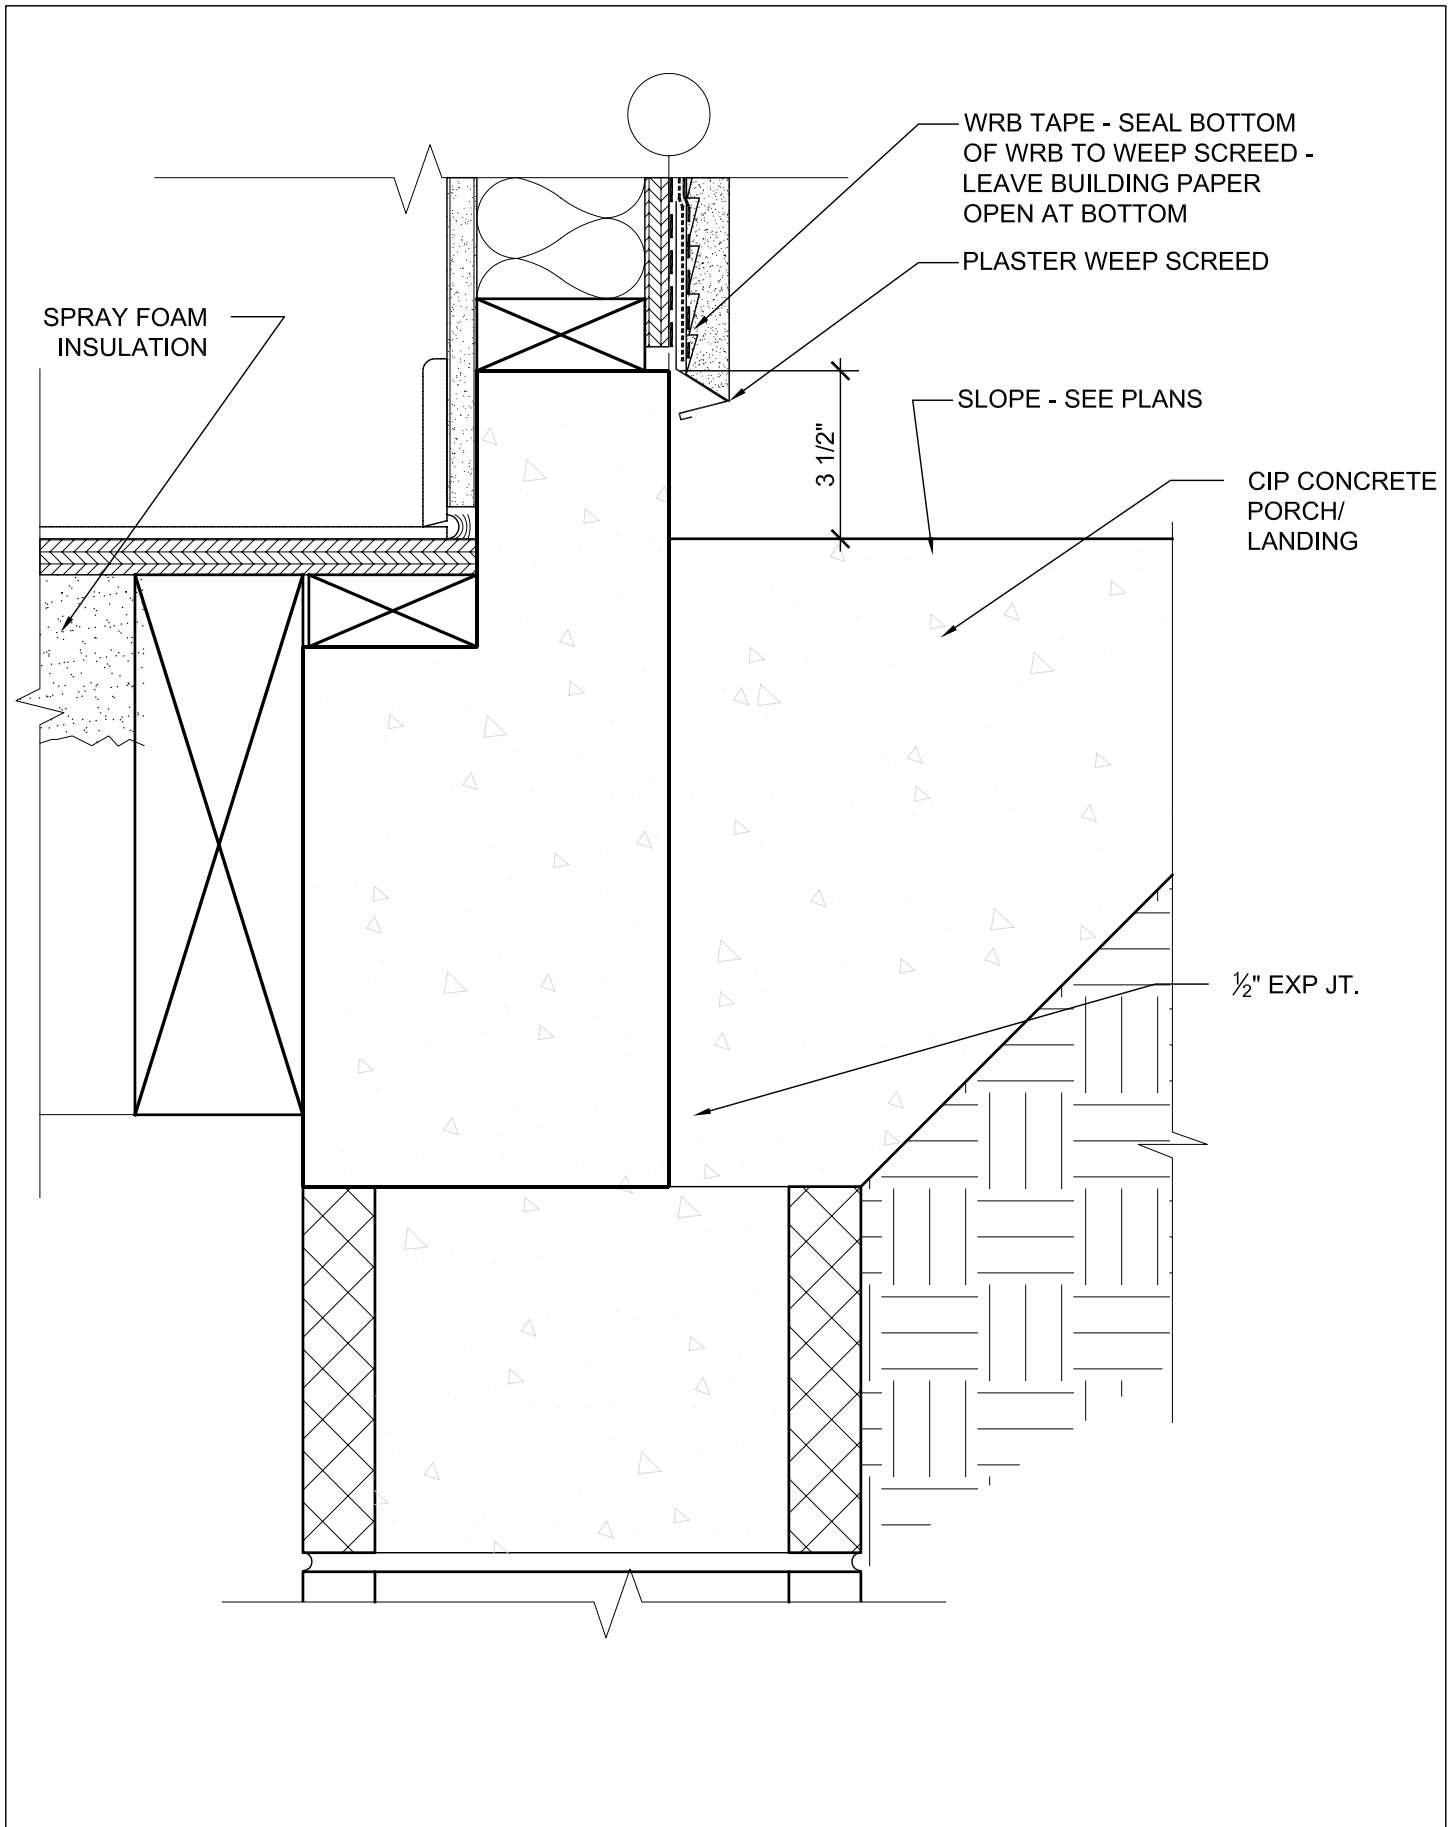 WRB TAPE - SEAL BOTTOM
OF WRB TO WEEP SCREED -
LEAVE BUILDING PAPER
OPEN AT BOTTOM
PLASTER WEEP SCREED
SPRAY FOAM
INSULATION
SLOPE - SEE PLANS
3 1/2"
CIP CONCRETE
PORCH/
LANDING
½" EXP JT.